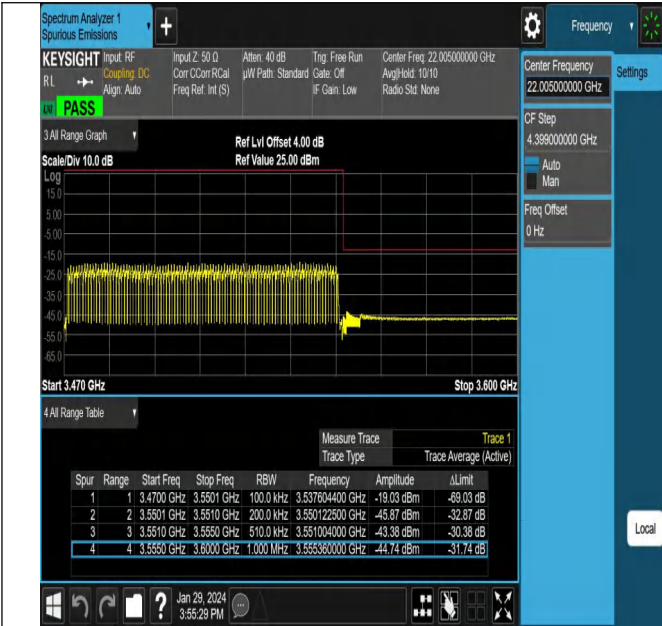 Spectrum Analyzer 1
Spurious Emissions
Frequency
KEYSIGHT
RL
Input: RF
Coupling: DC
Align: Auto
Input Z: 50 Ω
Corr CCorr RCal
Freq Ref: Int (S)
Atten: 40 dB
µW Path: Standard
Trig: Free Run
Gate: Off
IF Gain: Low
Center Freq: 22.005000000 GHz
Avg|Hold: 10/10
Radio Std: None
PASS
Center Frequency
22.005000000 GHz
Settings
CF Step
4.399000000 GHz
Auto
Man
Freq Offset
0 Hz
3 All Range Graph
Scale/Div 10.0 dB
Ref Lvl Offset 4.00 dB
Ref Value 25.00 dBm
Log
15.0
5.00
-5.00
-15.0
-25.0
-35.0
-45.0
-55.0
-65.0
Start 3.470 GHz
Stop 3.600 GHz
4 All Range Table
Measure Trace Trace 1
Trace Type Trace Average (Active)
Spur Range Start Freq Stop Freq RBW Frequency Amplitude ΔLimit
1 1 3.4700 GHz 3.5501 GHz 100.0 kHz 3.537604400 GHz -19.03 dBm -69.03 dB
2 2 3.5501 GHz 3.5510 GHz 200.0 kHz 3.550122500 GHz -45.87 dBm -32.87 dB
3 3 3.5510 GHz 3.5550 GHz 510.0 kHz 3.551004000 GHz -43.38 dBm -30.38 dB
4 4 3.5550 GHz 3.6000 GHz 1.000 MHz 3.555360000 GHz -44.74 dBm -31.74 dB
Local
Jan 29, 2024
3:55:29 PM